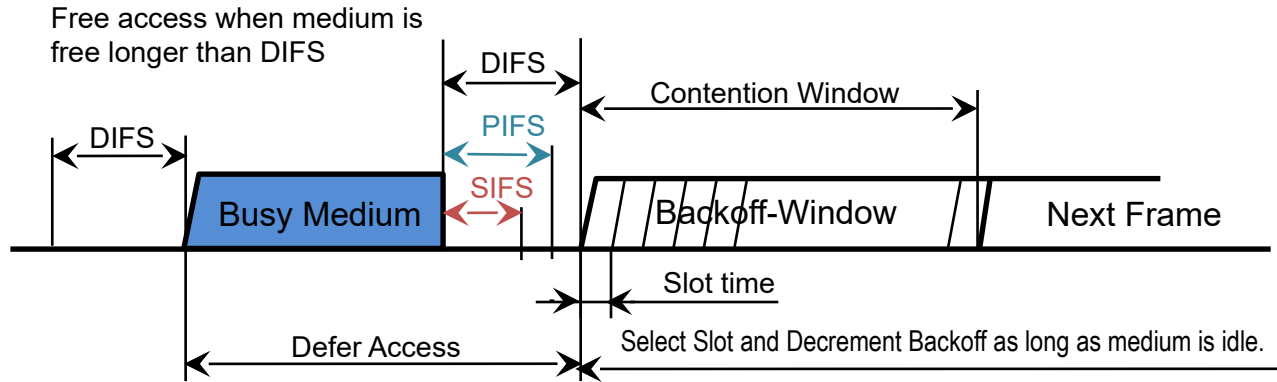 Free access when medium is
free longer than DIFS
DIFS
DIFS
Contention Window
PIFS
SIFS
Busy Medium
Backoff-Window
Next Frame
Slot time
Defer Access
Select Slot and Decrement Backoff as long as medium is idle.